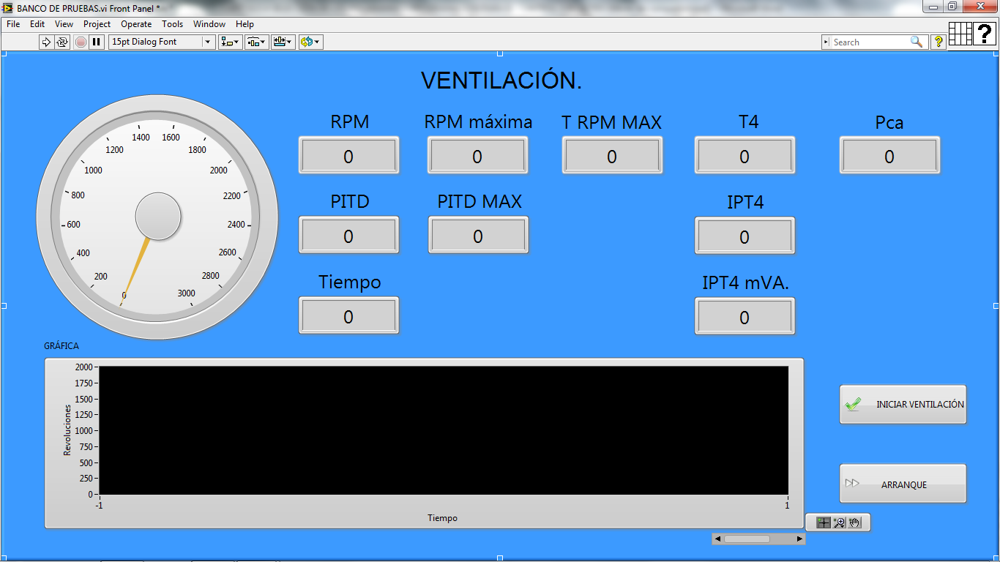 BANCO DE PRUEBAS.vi Front Panel *
File Edit View Project Operate Tools Window Help
15pt Dialog Font
Search
?
?
VENTILACIÓN.
RPM
0
RPM máxima
0
T RPM MAX
0
T4
0
Pca
0
PITD
0
PITD MAX
0
IPT4
0
Tiempo
0
IPT4 mVA.
0
0
200
400
600
800
1000
1200
1400
1600
1800
2000
2200
2400
2600
2800
3000
GRÁFICA
Revoluciones
2000
1750
1500
1250
1000
750
500
250
0
-1
1
Tiempo
INICIAR VENTILACIÓN
ARRANQUE